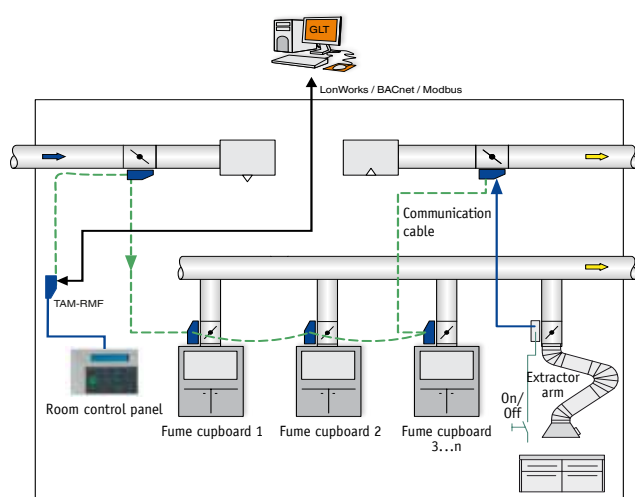 GLT
LonWorks / BACnet / Modbus
Communication
cable
TAM-RMF
Room control panel
Extractor
arm
On/
Off
Fume cupboard 1
Fume cupboard 2
Fume cupboard
3...n